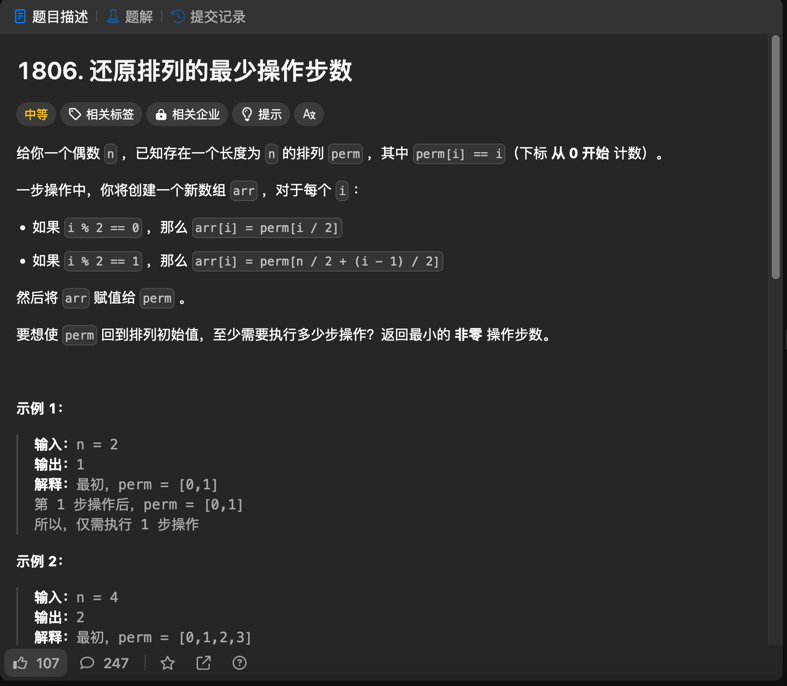 题目描述 题解 提交记录
1806. 还原排列的最少操作步数
中等 相关标签 相关企业 提示 Az
给你一个偶数 n ，已知存在一个长度为 n 的排列 perm ，其中 perm[i] == i（下标 从 0 开始 计数）。
一步操作中，你将创建一个新数组 arr ，对于每个 i ：
• 如果 i % 2 == 0 ，那么 arr[i] = perm[i / 2]
• 如果 i % 2 == 1 ，那么 arr[i] = perm[n / 2 + (i - 1) / 2]
然后将 arr 赋值给 perm 。
要想使 perm 回到排列初始值，至少需要执行多少步操作？返回最小的 非零 操作步数。
示例 1：
输入：n = 2
输出：1
解释：最初，perm = [0,1]
第 1 步操作后，perm = [0,1]
所以，仅需执行 1 步操作
示例 2：
输入：n = 4
输出：2
解释：最初，perm = [0,1,2,3]
107 247